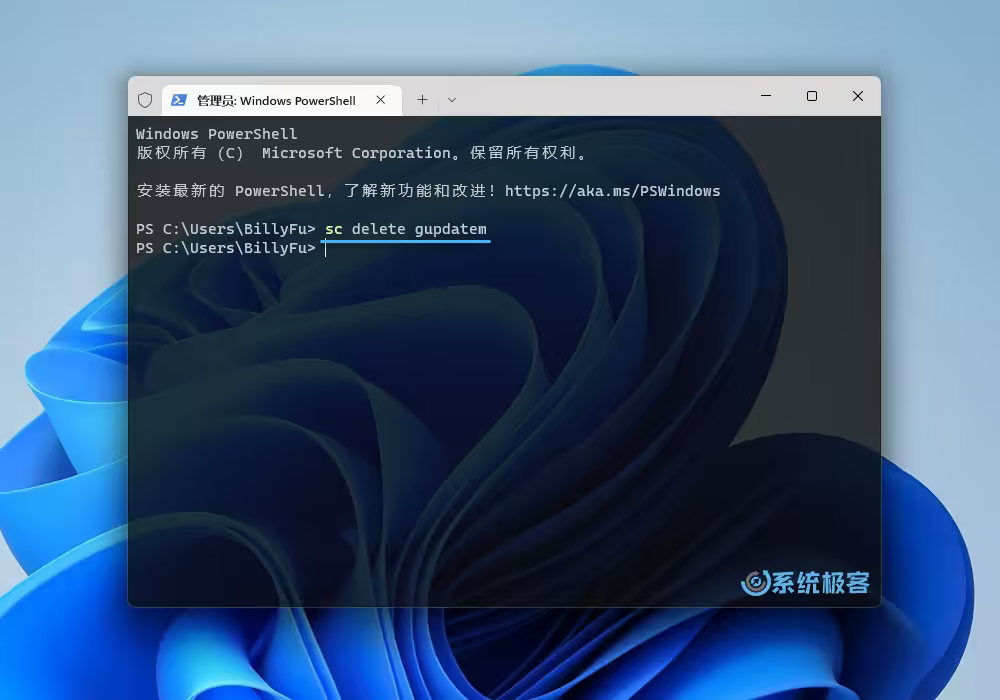 管理员: Windows PowerShell
Windows PowerShell
版权所有 (C)  Microsoft Corporation。保留所有权利。
安装最新的 PowerShell，了解新功能和改进！https://aka.ms/PSWindows
PS C:\Users\BillyFu> sc delete gupdatem
PS C:\Users\BillyFu>
系统极客